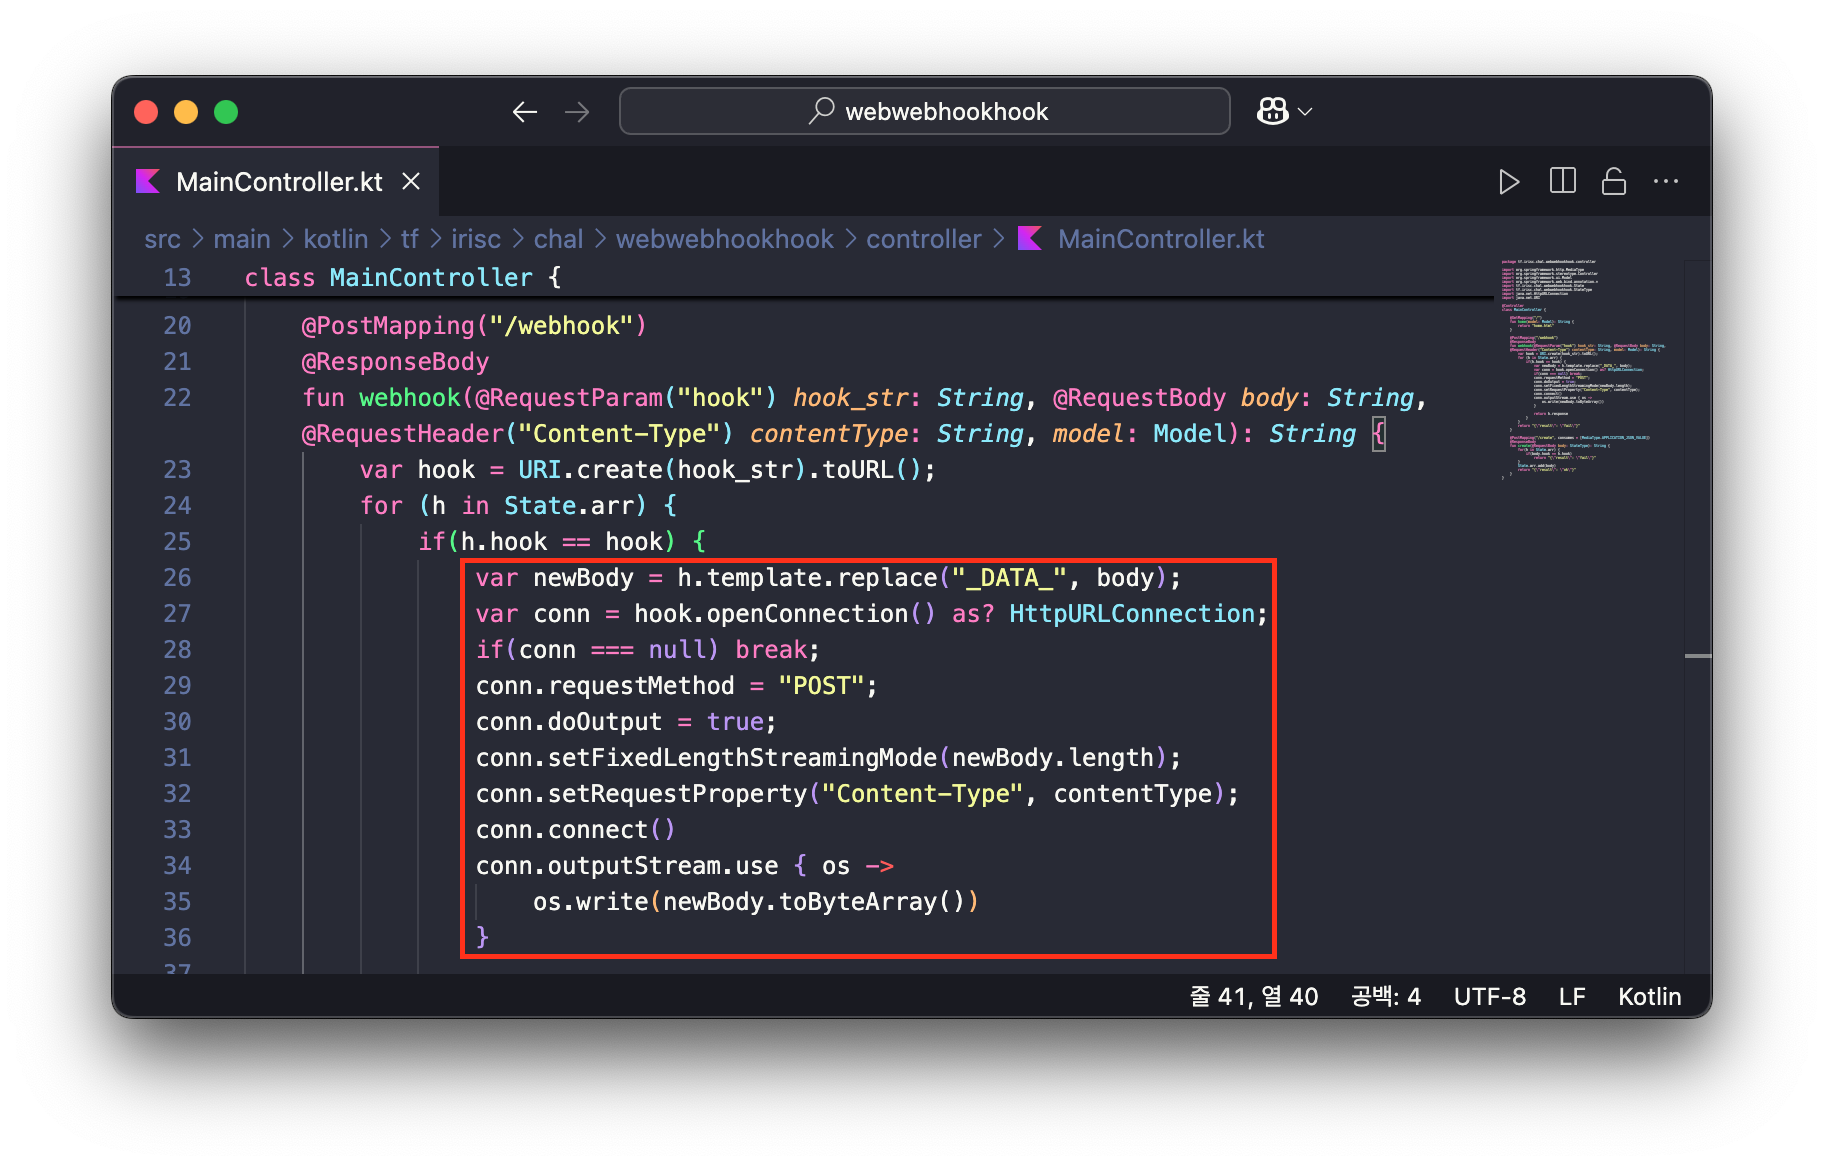 webwebhookhook
MainController.kt
src > main > kotlin > tf > irisc > chal > webwebhookhook > controller > MainController.kt
13 class MainController {
20 @PostMapping("/webhook")
21 @ResponseBody
22 fun webhook(@RequestParam("hook") hook_str: String, @RequestBody body: String,
@RequestHeader("Content-Type") contentType: String, model: Model): String {
23 var hook = URI.create(hook_str).toURL();
24 for (h in State.arr) {
25 if(h.hook == hook) {
26 var newBody = h.template.replace("_DATA_", body);
27 var conn = hook.openConnection() as? HttpURLConnection;
28 if(conn === null) break;
29 conn.requestMethod = "POST";
30 conn.doOutput = true;
31 conn.setFixedLengthStreamingMode(newBody.length);
32 conn.setRequestProperty("Content-Type", contentType);
33 conn.connect()
34 conn.outputStream.use { os ->
35 os.write(newBody.toByteArray())
36 }
37
줄 41, 열 40 공백: 4 UTF-8 LF Kotlin